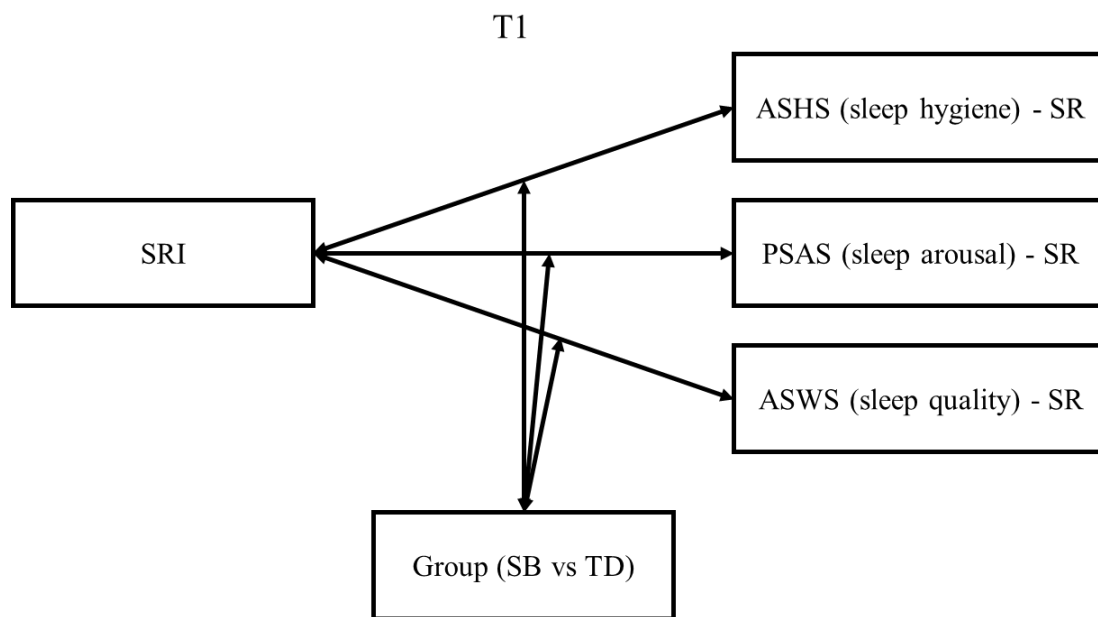 T1
ASHS (sleep hygiene) - SR
SRI
PSAS (sleep arousal) - SR
ASWS (sleep quality) - SR
Group (SB vs TD)